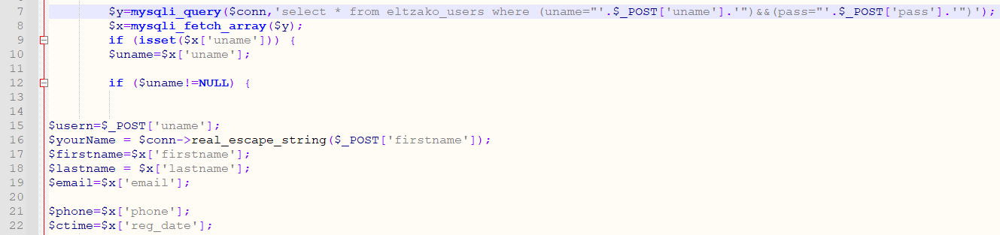 7 $y=mysqli_query($conn,'select * from eltzako_users where (uname="'.$_POST['uname'].'")&&(pass="'.$_POST['pass'].'")');
8 $x=mysqli_fetch_array($y);
9 if (isset($x['uname'])) {
10 $uname=$x['uname'];
11
12 if ($uname!=NULL) {
13
14
15 $usern=$_POST['uname'];
16 $yourName = $conn->real_escape_string($_POST['firstname']);
17 $firstname=$x['firstname'];
18 $lastname = $x['lastname'];
19 $email=$x['email'];
20
21 $phone=$x['phone'];
22 $ctime=$x['reg_date'];